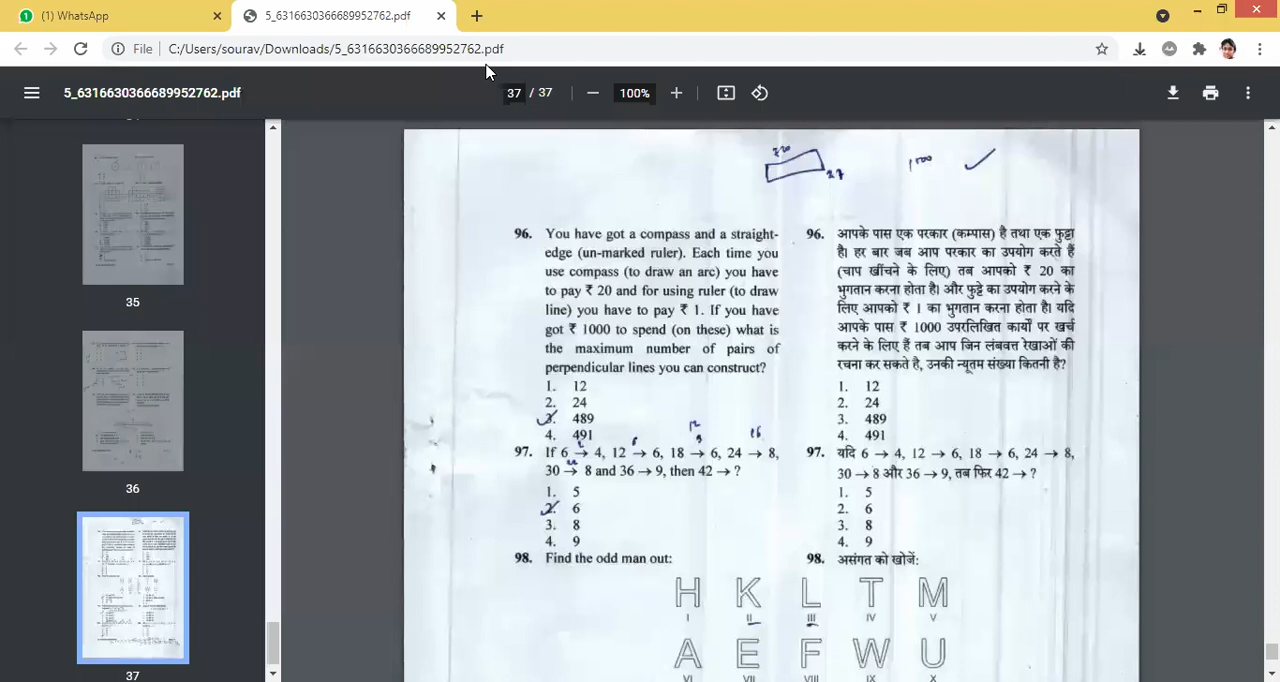 (1) WhatsApp
5_6316630366689952762.pdf
File
C:/Users/sourav/Downloads/5_6316630366689952762.pdf
5_6316630366689952762.pdf
37 / 37
100%
35
36
37
720
27
1000
96. You have got a compass and a straight-
edge (un-marked ruler). Each time you
use compass (to draw an arc) you have
to pay ₹ 20 and for using ruler (to draw
line) you have to pay ₹ 1. If you have
got ₹ 1000 to spend (on these) what is
the maximum number of pairs of
perpendicular lines you can construct?
1. 12
2. 24
3. 489
4. 491
97. If 6 → 4, 12 → 6, 18 → 6, 24 → 8,
30 → 8 and 36 → 9, then 42 → ?
1. 5
2. 6
3. 8
4. 9
98. Find the odd man out:
96. आपके पास एक परकार (कम्पास) है तथा एक फुट्टा
है। हर बार जब आप परकार का उपयोग करते हैं
(चाप खींचने के लिए) तब आपको ₹ 20 का
भुगतान करना होता है। और फुट्टे का उपयोग करने के
लिए आपको ₹ 1 का भुगतान करना होता है। यदि
आपके पास ₹ 1000 उपरलिखित कार्यों पर खर्च
करने के लिए हैं तब आप जिन लंबवत्त रेखाओं की
रचना कर सकते है, उनकी न्यूतम संख्या कितनी है?
1. 12
2. 24
3. 489
4. 491
97. यदि 6 → 4, 12 → 6, 18 → 6, 24 → 8,
30 → 8 और 36 → 9, तब फिर 42 → ?
1. 5
2. 6
3. 8
4. 9
98. असंगत को खोजें:
H K L T M
I II III IV V
A E F W U
VI VII VIII IX X